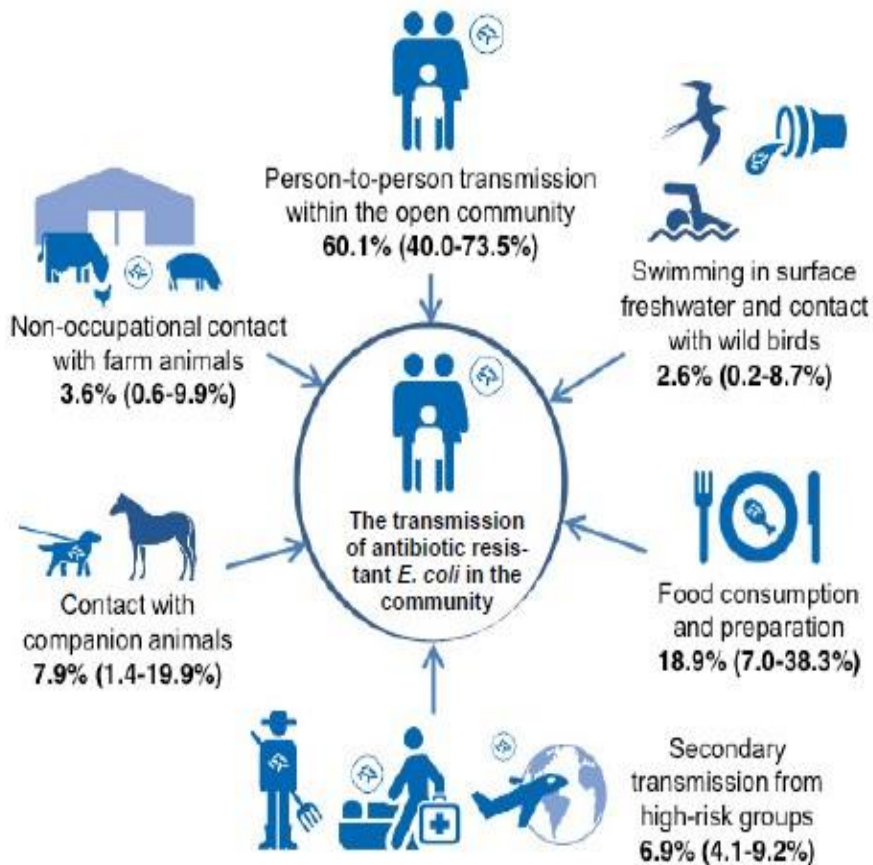 Person-to-person transmission
within the open community
60.1% (40.0-73.5%)
Swimming in surface
freshwater and contact
with wild birds
2.6% (0.2-8.7%)
Non-occupational contact
with farm animals
3.6% (0.6-9.9%)
The transmission
of antibiotic resis-
tant E. coli in the
community
Contact with
companion animals
7.9% (1.4-19.9%)
Food consumption
and preparation
18.9% (7.0-38.3%)
Secondary
transmission from
high-risk groups
6.9% (4.1-9.2%)